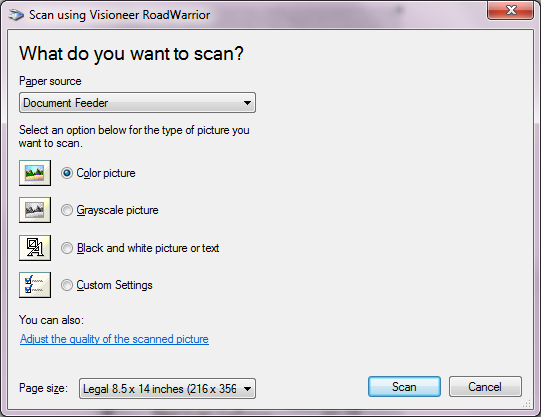 Scan using Visioneer RoadWarrior
What do you want to scan?
Paper source
Document Feeder
Select an option below for the type of picture you
want to scan.
Color picture
Grayscale picture
Black and white picture or text
Custom Settings
You can also:
Adjust the quality of the scanned picture
Page size:
Legal 8.5 x 14 inches (216 x 356
Scan
Cancel